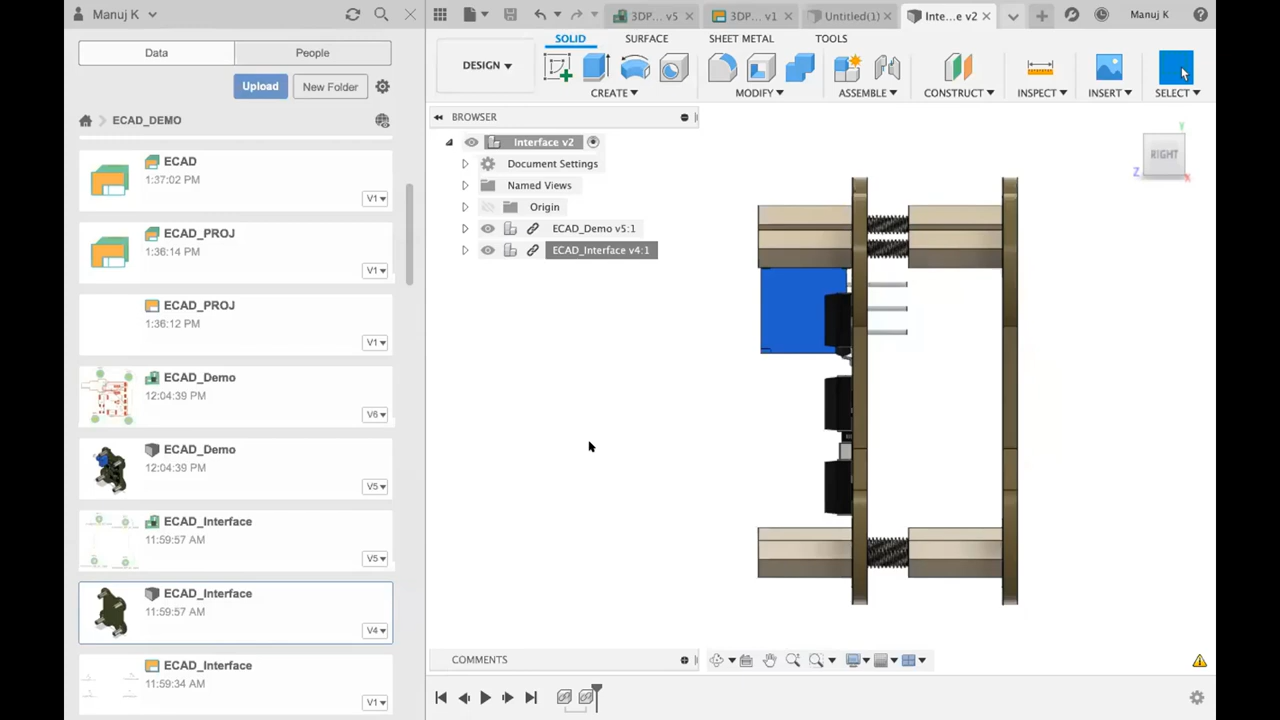 Manuj K
Data
People
Upload
New Folder
ECAD_DEMO
ECAD
1:37:02 PM
V1
ECAD_PROJ
1:36:14 PM
V1
ECAD_PROJ
1:36:12 PM
V1
ECAD_Demo
12:04:39 PM
V6
ECAD_Demo
12:04:39 PM
V5
ECAD_Interface
11:59:57 AM
V5
ECAD_Interface
11:59:57 AM
V4
ECAD_Interface
11:59:34 AM
V1
3DP... v5
3DP... v1
Untitled(1)
Inte...e v2
Manuj K
DESIGN
SOLID
SURFACE
SHEET METAL
TOOLS
CREATE
MODIFY
ASSEMBLE
CONSTRUCT
INSPECT
INSERT
SELECT
BROWSER
Interface v2
Document Settings
Named Views
Origin
ECAD_Demo v5:1
ECAD_Interface v4:1
Y
RIGHT
Z
X
COMMENTS